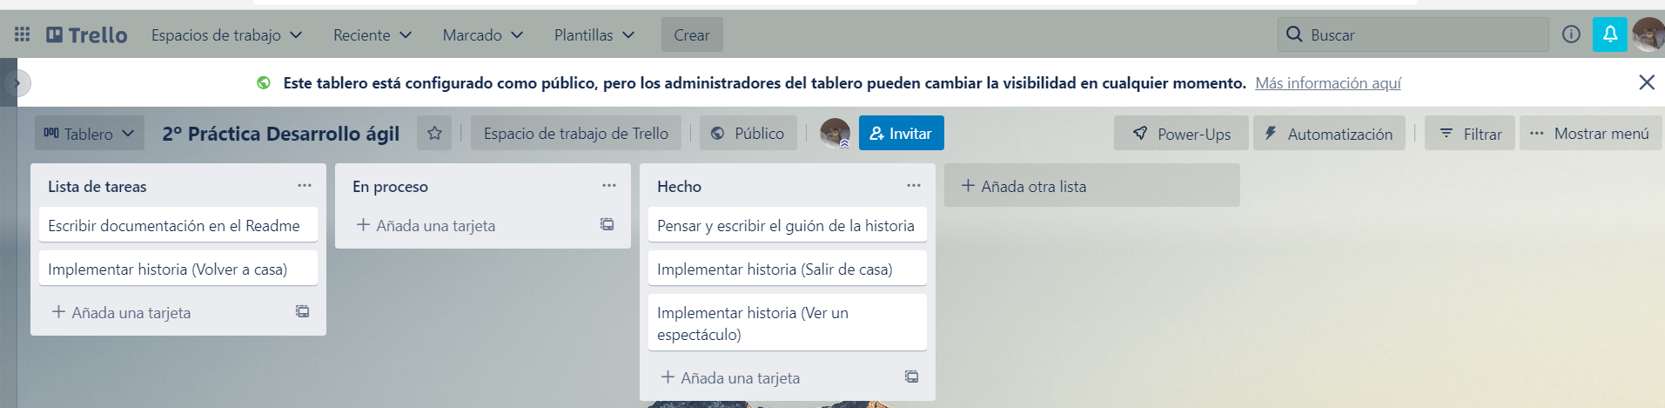 Trello Espacios de trabajo Reciente Marcado Plantillas Crear Buscar
Este tablero está configurado como público, pero los administradores del tablero pueden cambiar la visibilidad en cualquier momento. Más información aquí
Tablero 2º Práctica Desarrollo ágil Espacio de trabajo de Trello Público Invitar Power-Ups Automatización Filtrar Mostrar menú
Lista de tareas
Escribir documentación en el Readme
Implementar historia (Volver a casa)
+ Añada una tarjeta
En proceso
+ Añada una tarjeta
Hecho
Pensar y escribir el guión de la historia
Implementar historia (Salir de casa)
Implementar historia (Ver un
espectáculo)
+ Añada una tarjeta
+ Añada otra lista